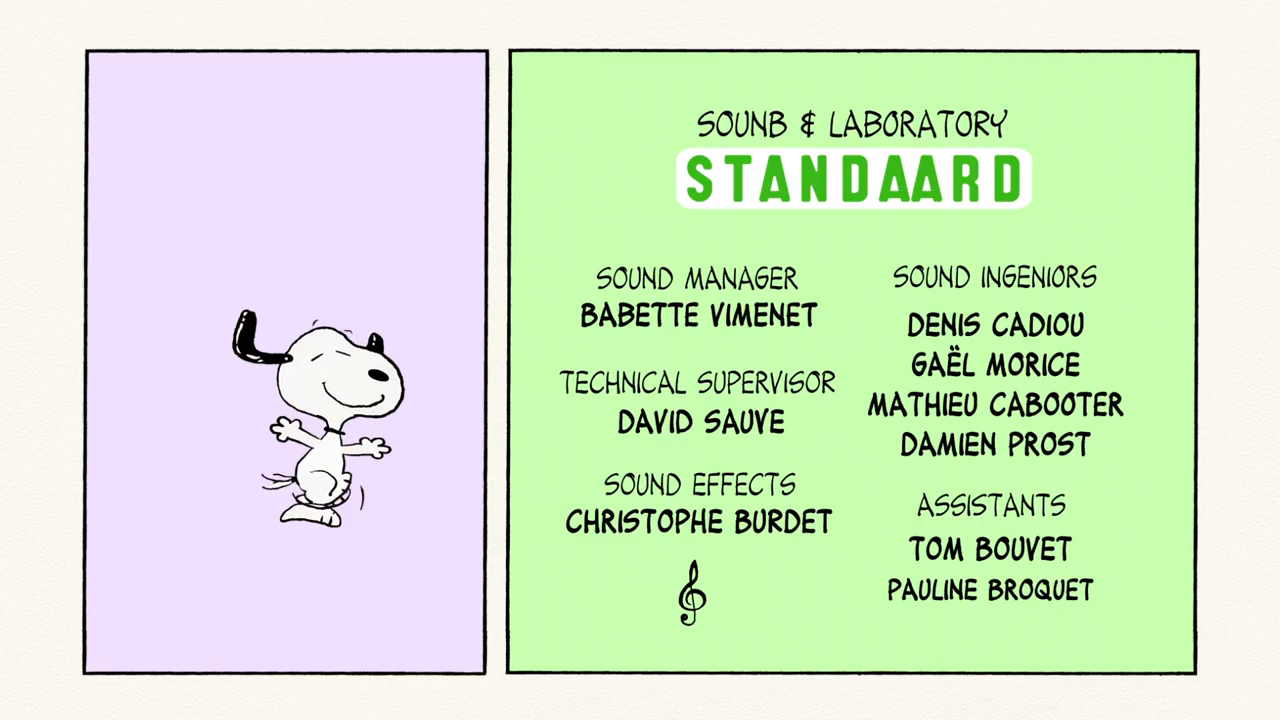 SOUNB & LABORATORY
STANDAARD
SOUND MANAGER
BABETTE VIMENET
TECHNICAL SUPERVISOR
DAVID SAUVE
SOUND EFFECTS
CHRISTOPHE BURDET
SOUND INGENIORS
DENIS CADIOU
GAËL MORICE
MATHIEU CABOOTER
DAMIEN PROST
ASSISTANTS
TOM BOUVET
PAULINE BROQUET